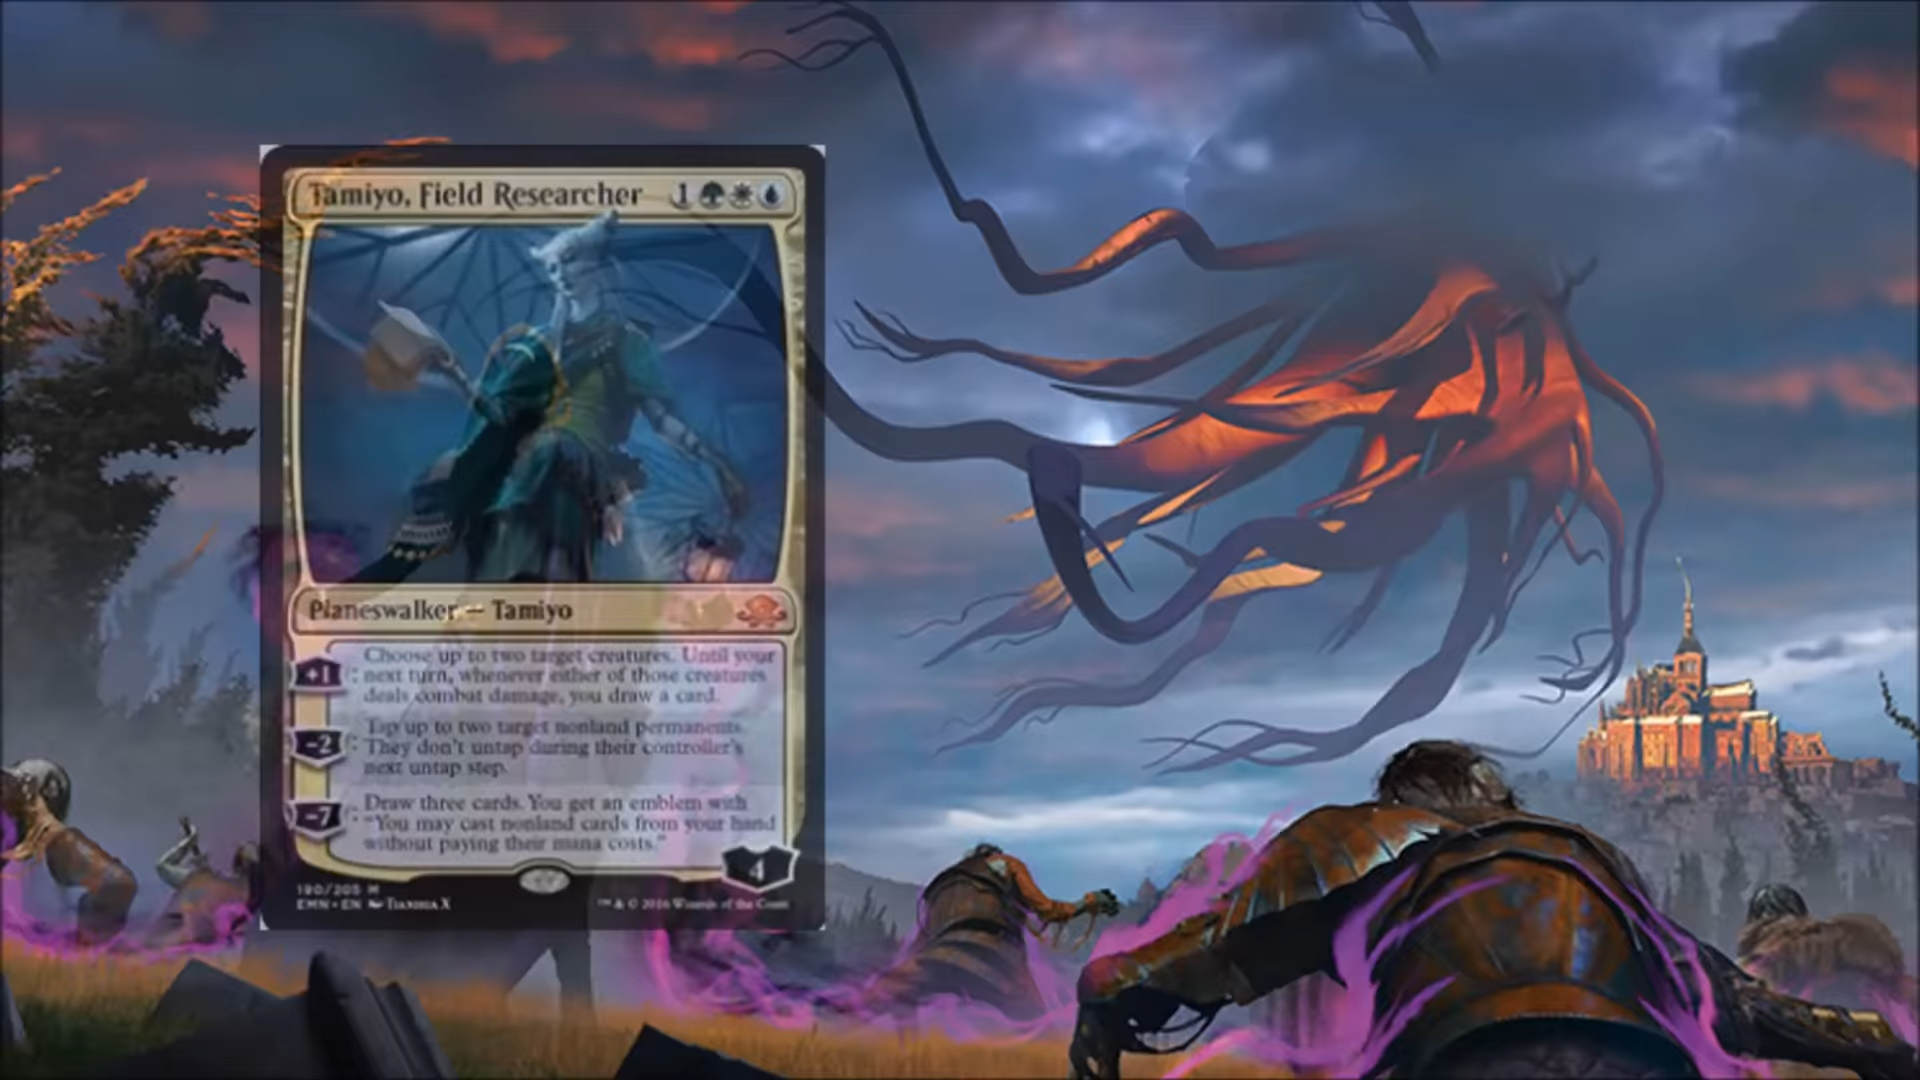 Tamiyo, Field Researcher 1
Planeswalker — Tamiyo
+1: Choose up to two target creatures. Until your
next turn, whenever either of those creatures
deals combat damage, you draw a card.
-2: Tap up to two target nonland permanents.
They don't untap during their controller's
next untap step.
-7: Draw three cards. You get an emblem with
"You may cast nonland cards from your hand
without paying their mana costs."
4
190/205 M
EMN • EN Tianhua X
™ & © 2016 Wizards of the Coast